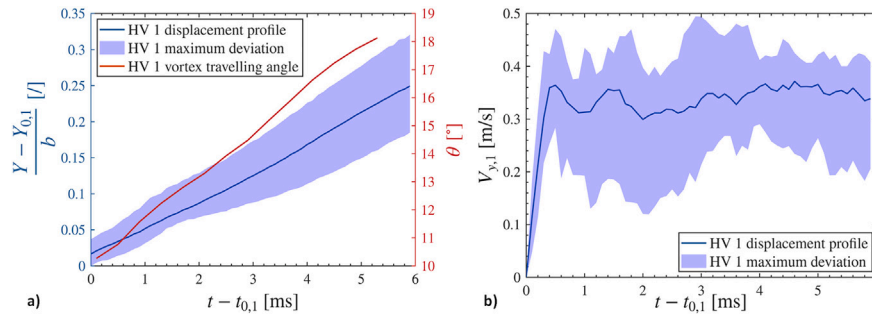 HV 1 displacement profile
HV 1 maximum deviation
HV 1 vortex travelling angle
0.35
0.3
0.25
0.2
0.15
0.1
0.05
0
Y − Y0,1
b
[/]
0 1 2 3 4 5 6
t − t0,1 [ms]
19
18
17
16
15
14
13
12
11
10
θ [°]
a)
0.5
0.4
0.3
0.2
0.1
0
Vy,1 [m/s]
HV 1 displacement profile
HV 1 maximum deviation
0 1 2 3 4 5
t − t0,1 [ms]
b)